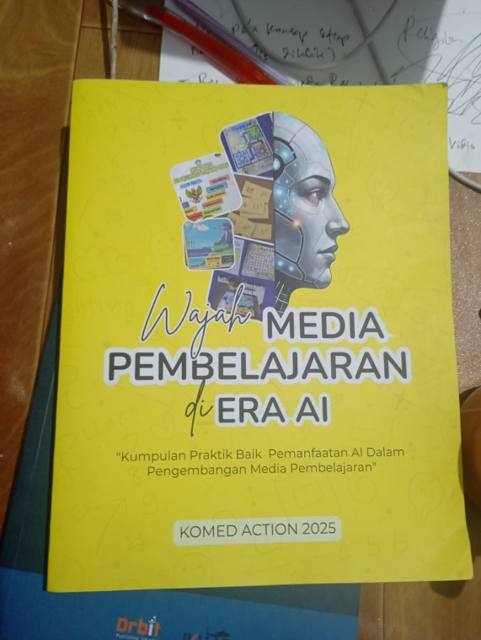 Wajah MEDIA
PEMBELAJARAN
di ERA AI
"Kumpulan Praktik Baik Pemanfaatan AI Dalam
Pengembangan Media Pembelajaran"
KOMED ACTION 2025
Orbit